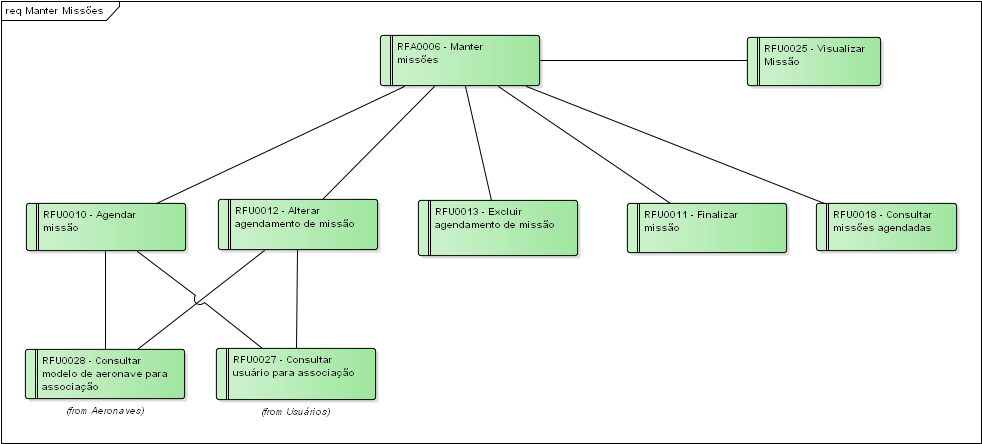 req Manter Missões
RFA0006 - Manter
missões
RFU0025 - Visualizar
Missão
RFU0010 - Agendar
missão
RFU0012 - Alterar
agendamento de missão
RFU0013 - Excluir
agendamento de missão
RFU0011 - Finalizar
missão
RFU0018 - Consultar
missões agendadas
RFU0028 - Consultar
modelo de aeronave para
associação
(from Aeronaves)
RFU0027 - Consultar
usuário para associação
(from Usuários)